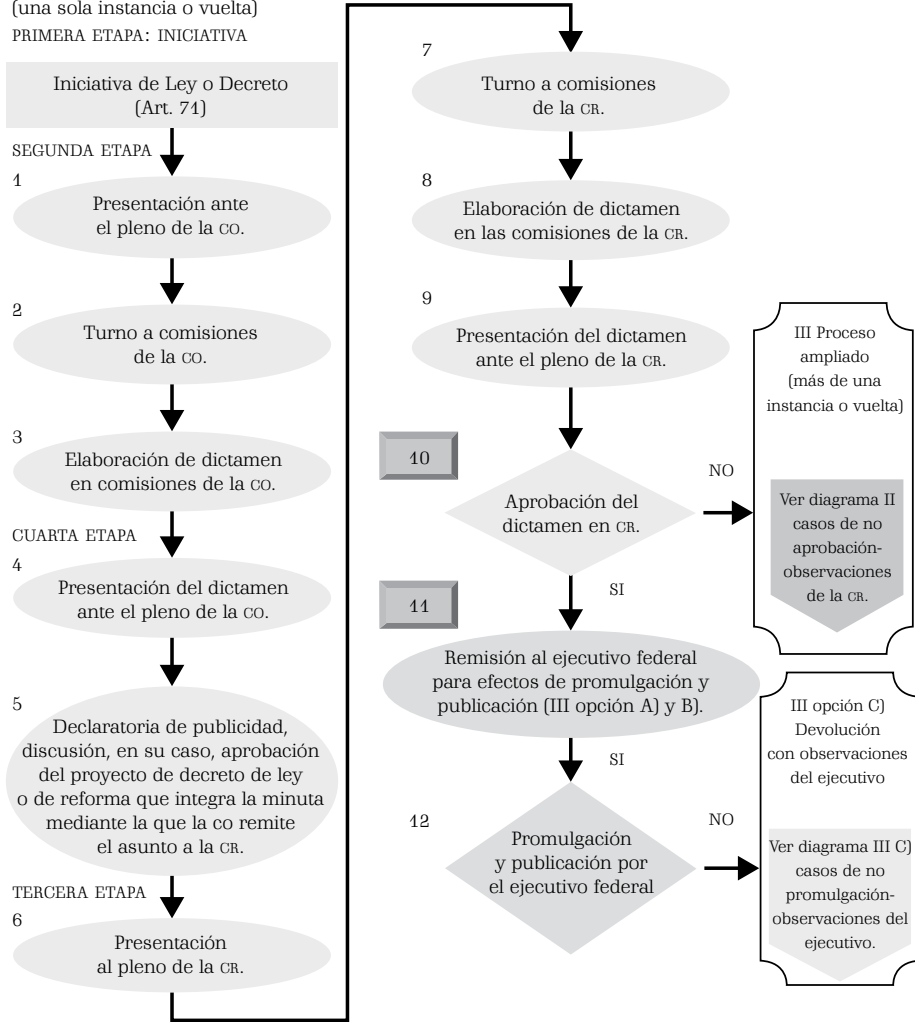 (una sola instancia o vuelta)
PRIMERA ETAPA: INICIATIVA
Iniciativa de Ley o Decreto
(Art. 71)
SEGUNDA ETAPA
1
Presentación ante
el pleno de la CO.
2
Turno a comisiones
de la CO.
3
Elaboración de dictamen
en comisiones de la CO.
CUARTA ETAPA
4
Presentación del dictamen
ante el pleno de la CO.
5
Declaratoria de publicidad,
discusión, en su caso, aprobación
del proyecto de decreto de ley
o de reforma que integra la minuta
mediante la que la co remite
el asunto a la CR.
TERCERA ETAPA
6
Presentación
al pleno de la CR.
7
Turno a comisiones
de la CR.
8
Elaboración de dictamen
en las comisiones de la CR.
9
Presentación del dictamen
ante el pleno de la CR.
10
Aprobación del
dictamen en CR.
NO
III Proceso
ampliado
(más de una
instancia o vuelta)
Ver diagrama II
casos de no
aprobación-
observaciones
de la CR.
SI
11
Remisión al ejecutivo federal
para efectos de promulgación y
publicación (III opción A) y B).
SI
12
Promulgación
y publicación por
el ejecutivo federal
NO
III opción C)
Devolución
con observaciones
del ejecutivo
Ver diagrama III C)
casos de no
promulgación-
observaciones del
ejecutivo.